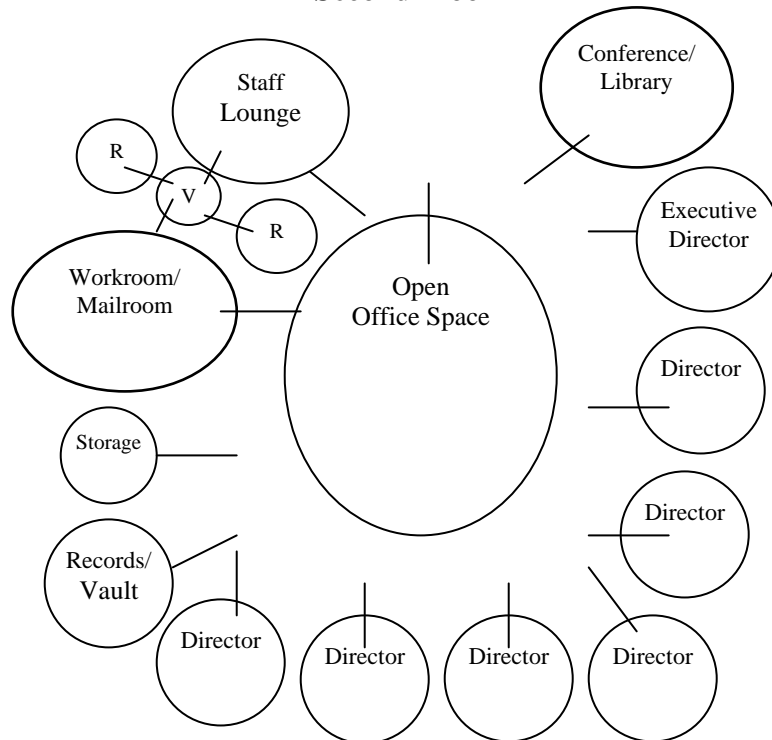 Conference/
Library
Staff
Lounge
R
V
R
Executive
Director
Workroom/
Mailroom
Open
Office Space
Director
Storage
Director
Records/
Vault
Director
Director
Director
Director